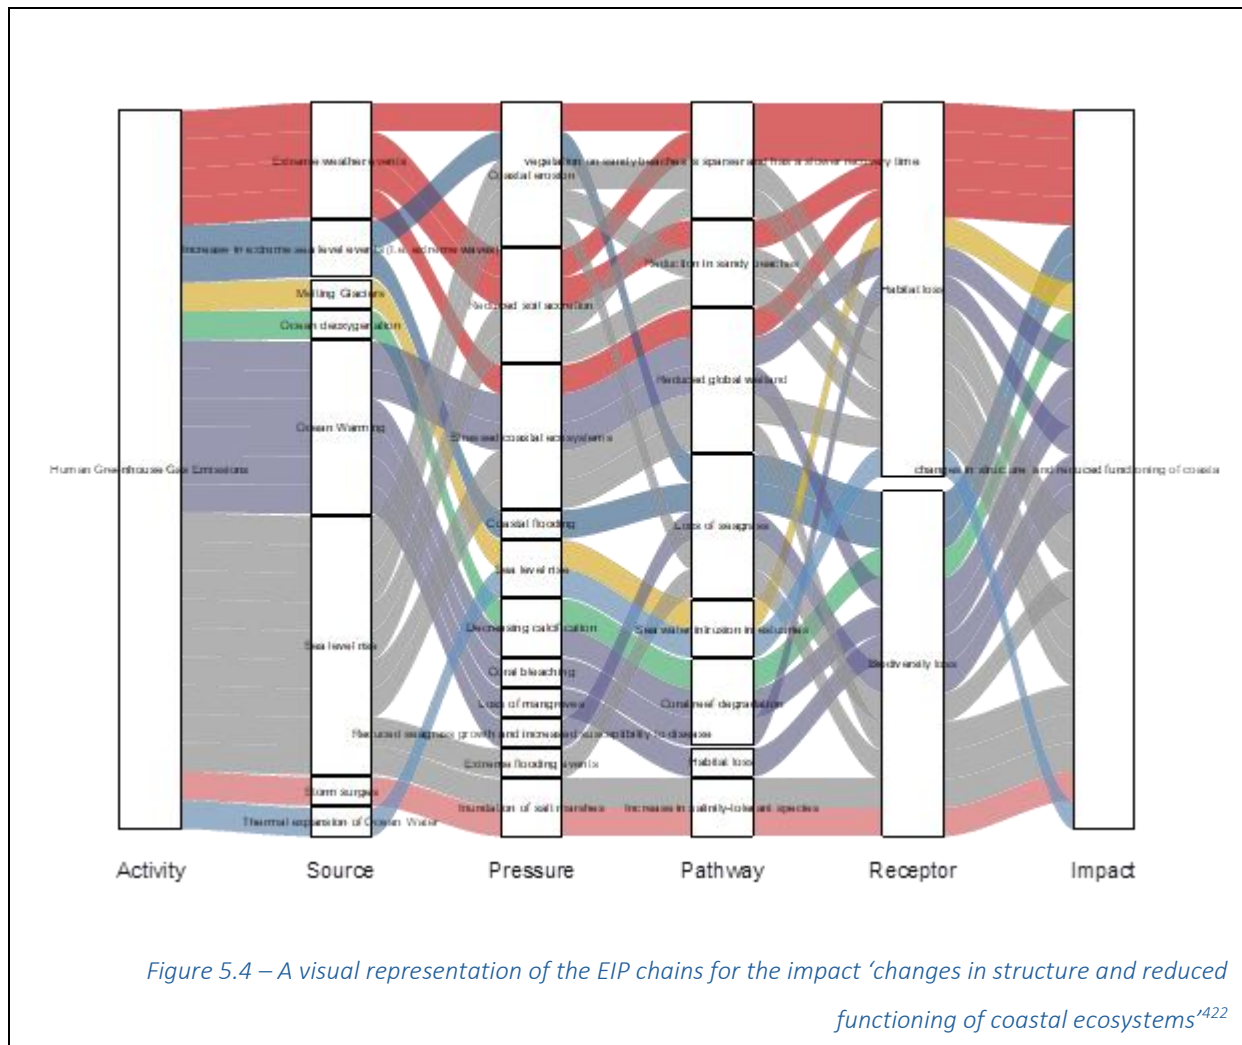 Extreme weather events
vegetation on sandy beaches is sparser and has a slower recovery time
Coastal erosion
Increase in extreme sea level events (i.e. extreme waves)
Reduction in sandy beaches
Melting Glaciers
Habitat loss
Reduced soil accretion
Ocean deoxygenation
Reduced global wetland
Ocean Warming
Stressed coastal ecosystems
Human Greenhouse Gas Emissions
changes in structure and reduced functioning of coasta
Coastal flooding
Loss of seagrass
Sea level rise
Decreasing calcification
Sea water intrusion in estuaries
Sea level rise
Biodiversity loss
Coral bleaching
Loss of mangroves
Coral reef degradation
Reduced seagrass growth and increased susceptibility to disease
Extreme flooding events
Habitat loss
Storm surges
Inundation of salt marshes
Increase in salinity-tolerant species
Thermal expansion of Ocean Water
Activity Source Pressure Pathway Receptor Impact
Figure 5.4 – A visual representation of the EIP chains for the impact ‘changes in structure and reduced
functioning of coastal ecosystems’422